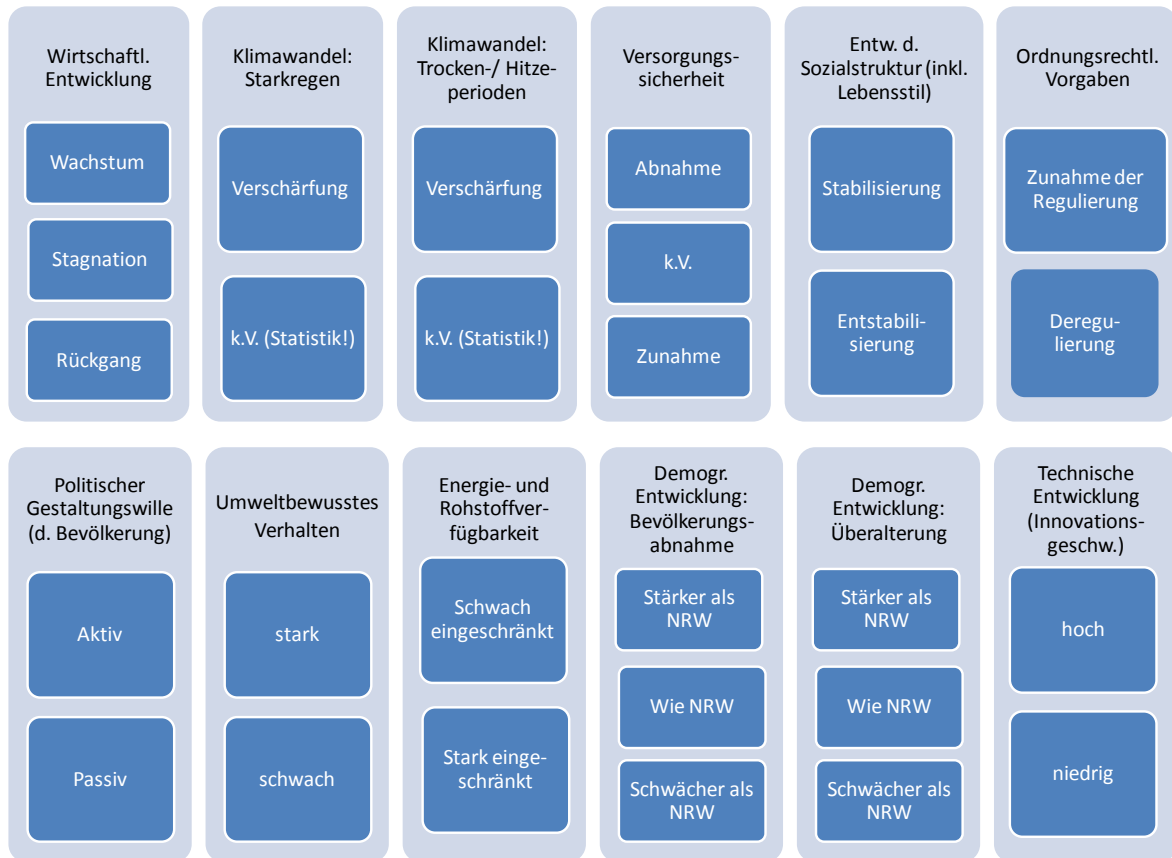 Wirtschaftl.
Entwicklung
Wachstum
Stagnation
Rückgang
Klimawandel:
Starkregen
Verschärfung
k.V. (Statistik!)
Klimawandel:
Trocken-/ Hitze-
perioden
Verschärfung
k.V. (Statistik!)
Versorgungs-
sicherheit
Abnahme
k.V.
Zunahme
Entw. d.
Sozialstruktur (inkl.
Lebensstil)
Stabilisierung
Entstabili-
sierung
Ordnungsrechtl.
Vorgaben
Zunahme der
Regulierung
Deregu-
lierung
Politischer
Gestaltungswille
(d. Bevölkerung)
Aktiv
Passiv
Umweltbewusstes
Verhalten
stark
schwach
Energie- und
Rohstoffver-
fügbarkeit
Schwach
eingeschränkt
Stark einge-
schränkt
Demogr.
Entwicklung:
Bevölkerungs-
abnahme
Stärker als
NRW
Wie NRW
Schwächer als
NRW
Demogr.
Entwicklung:
Überalterung
Stärker als
NRW
Wie NRW
Schwächer als
NRW
Technische
Entwicklung
(Innovations-
geschw.)
hoch
niedrig